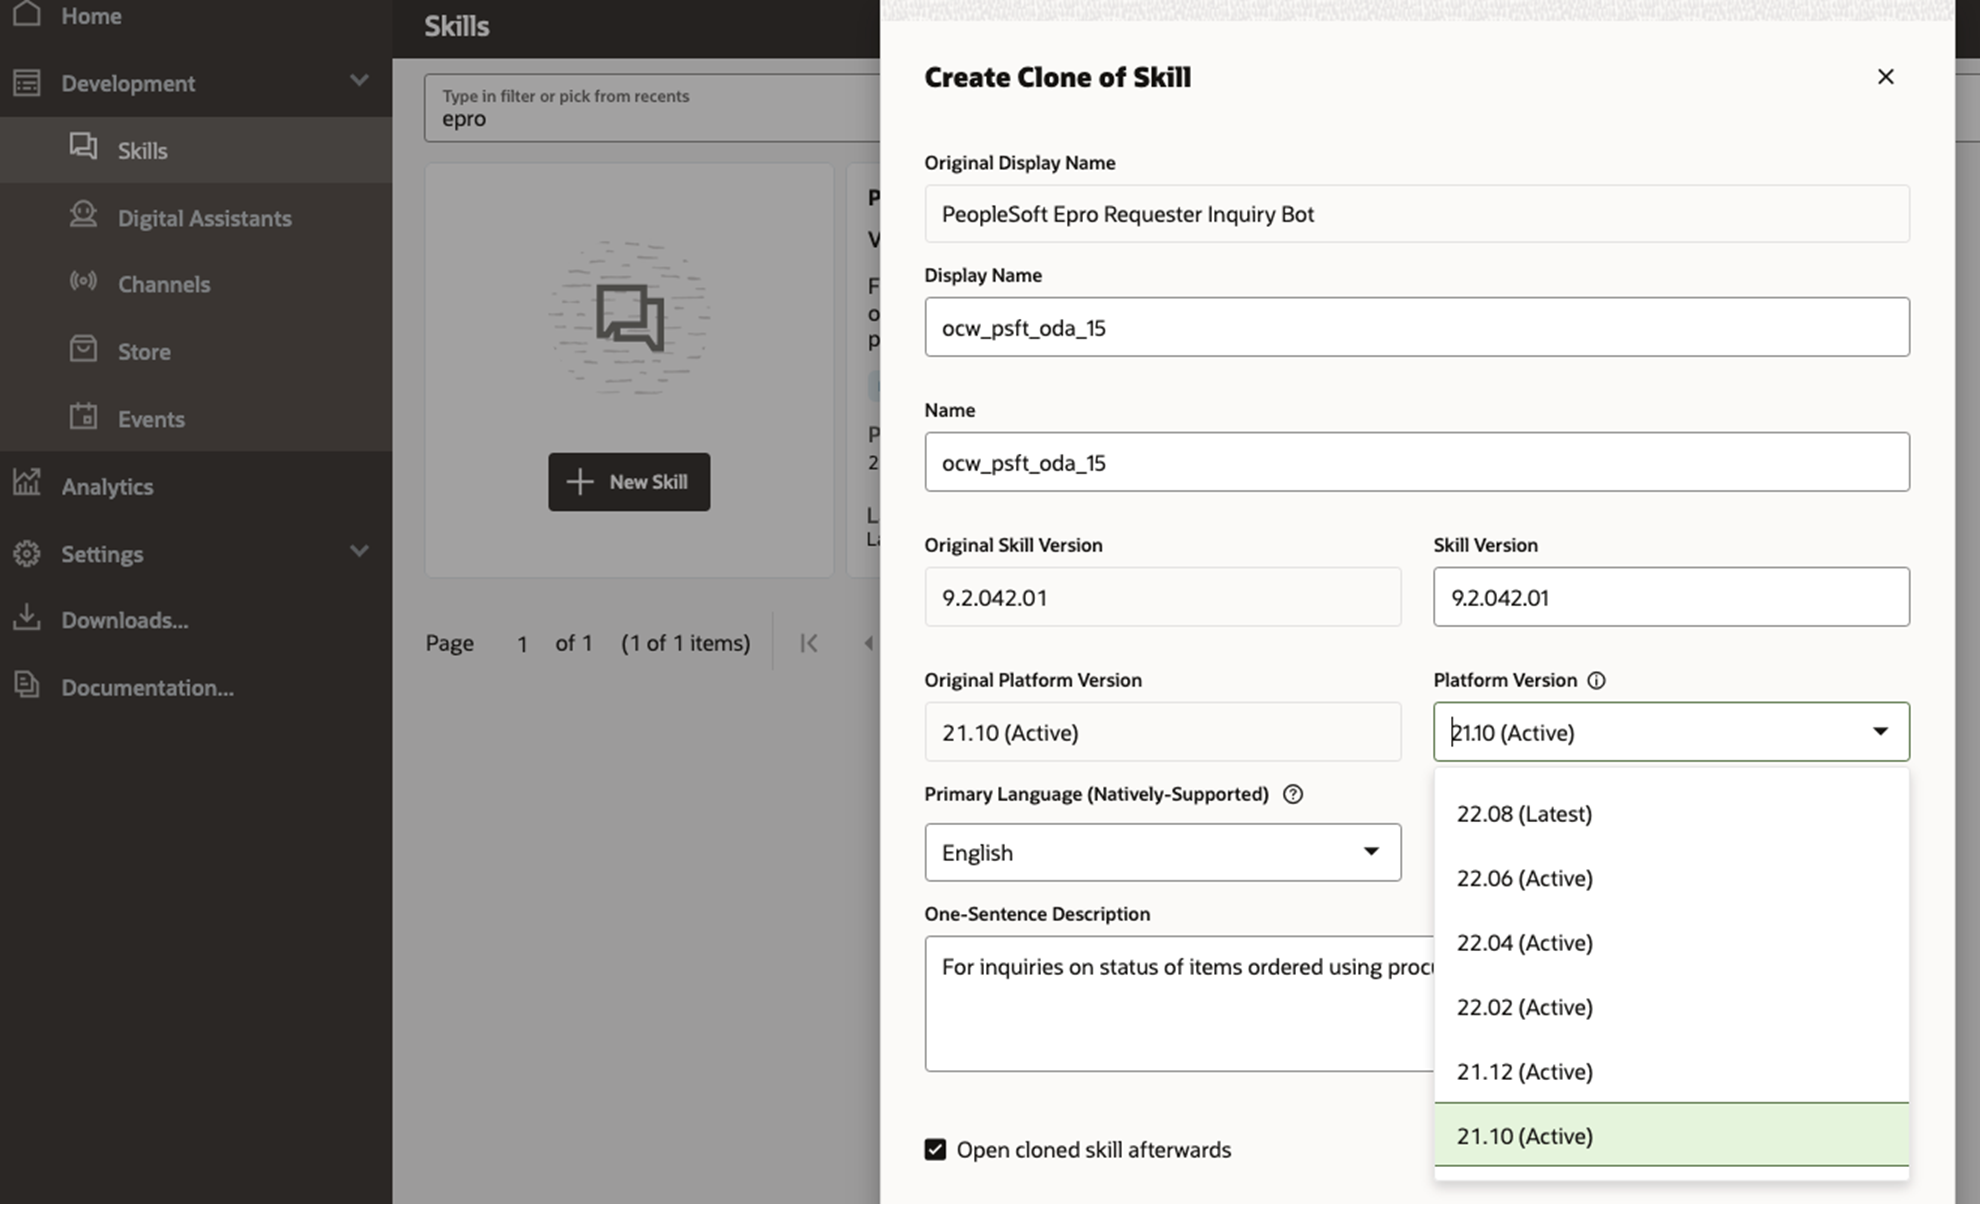 Home
Development
Skills
Digital Assistants
Channels
Store
Events
Analytics
Settings
Downloads...
Documentation...
Skills
Type in filter or pick from recents
epro
New Skill
Page 1 of 1 (1 of 1 items)
Create Clone of Skill
Original Display Name
PeopleSoft Epro Requester Inquiry Bot
Display Name
ocw_psft_oda_15
Name
ocw_psft_oda_15
Original Skill Version
Skill Version
9.2.042.01
9.2.042.01
Original Platform Version
Platform Version
21.10 (Active)
21.10 (Active)
Primary Language (Natively-Supported)
English
One-Sentence Description
For inquiries on status of items ordered using
22.08 (Latest)
22.06 (Active)
22.04 (Active)
22.02 (Active)
21.12 (Active)
21.10 (Active)
Open cloned skill afterwards